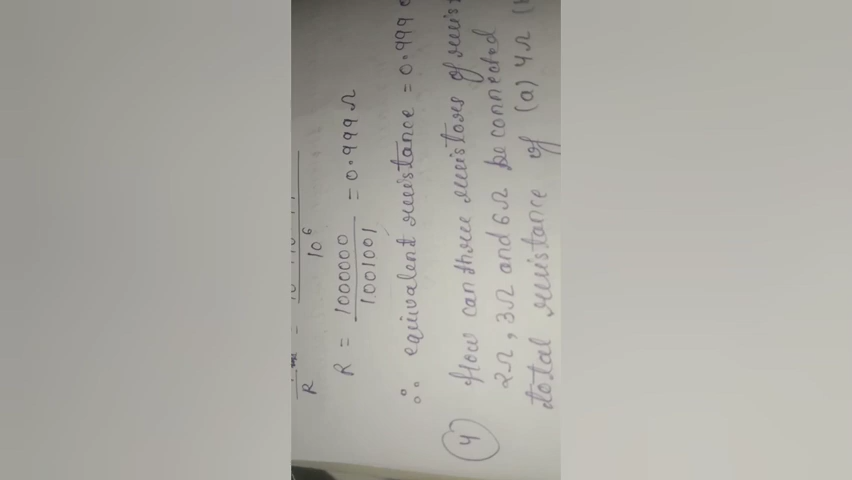 R
10⁶
R = 1000000 / 1001001 = 0.999 Ω
∴ equivalent resistance = 0.999
(4) How can three resistors of
2Ω, 3Ω and 6Ω be connected
total resistance of (a) 4Ω (